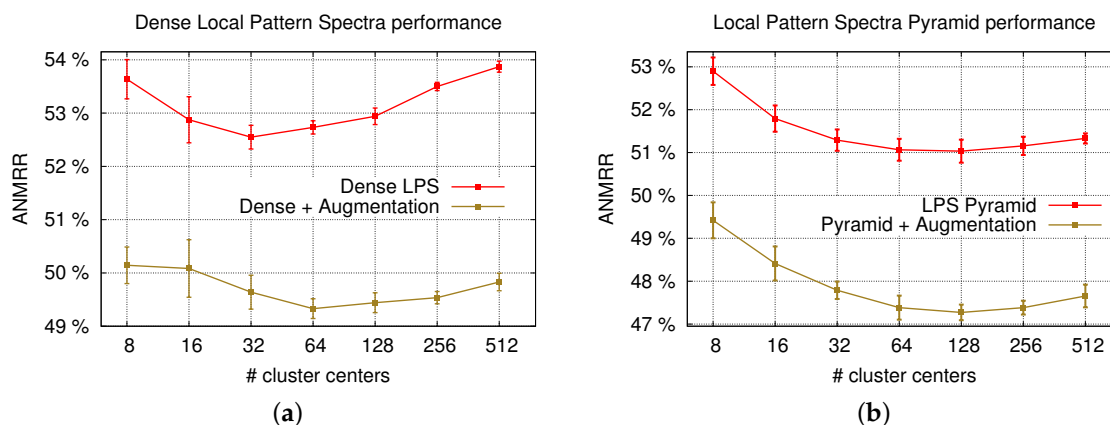 Dense Local Pattern Spectra performance
54 %
53 %
52 %
51 %
50 %
49 %
ANMRR
Dense LPS
Dense + Augmentation
8 16 32 64 128 256 512
# cluster centers
(a)
Local Pattern Spectra Pyramid performance
53 %
52 %
51 %
50 %
49 %
48 %
47 %
ANMRR
LPS Pyramid
Pyramid + Augmentation
8 16 32 64 128 256 512
# cluster centers
(b)